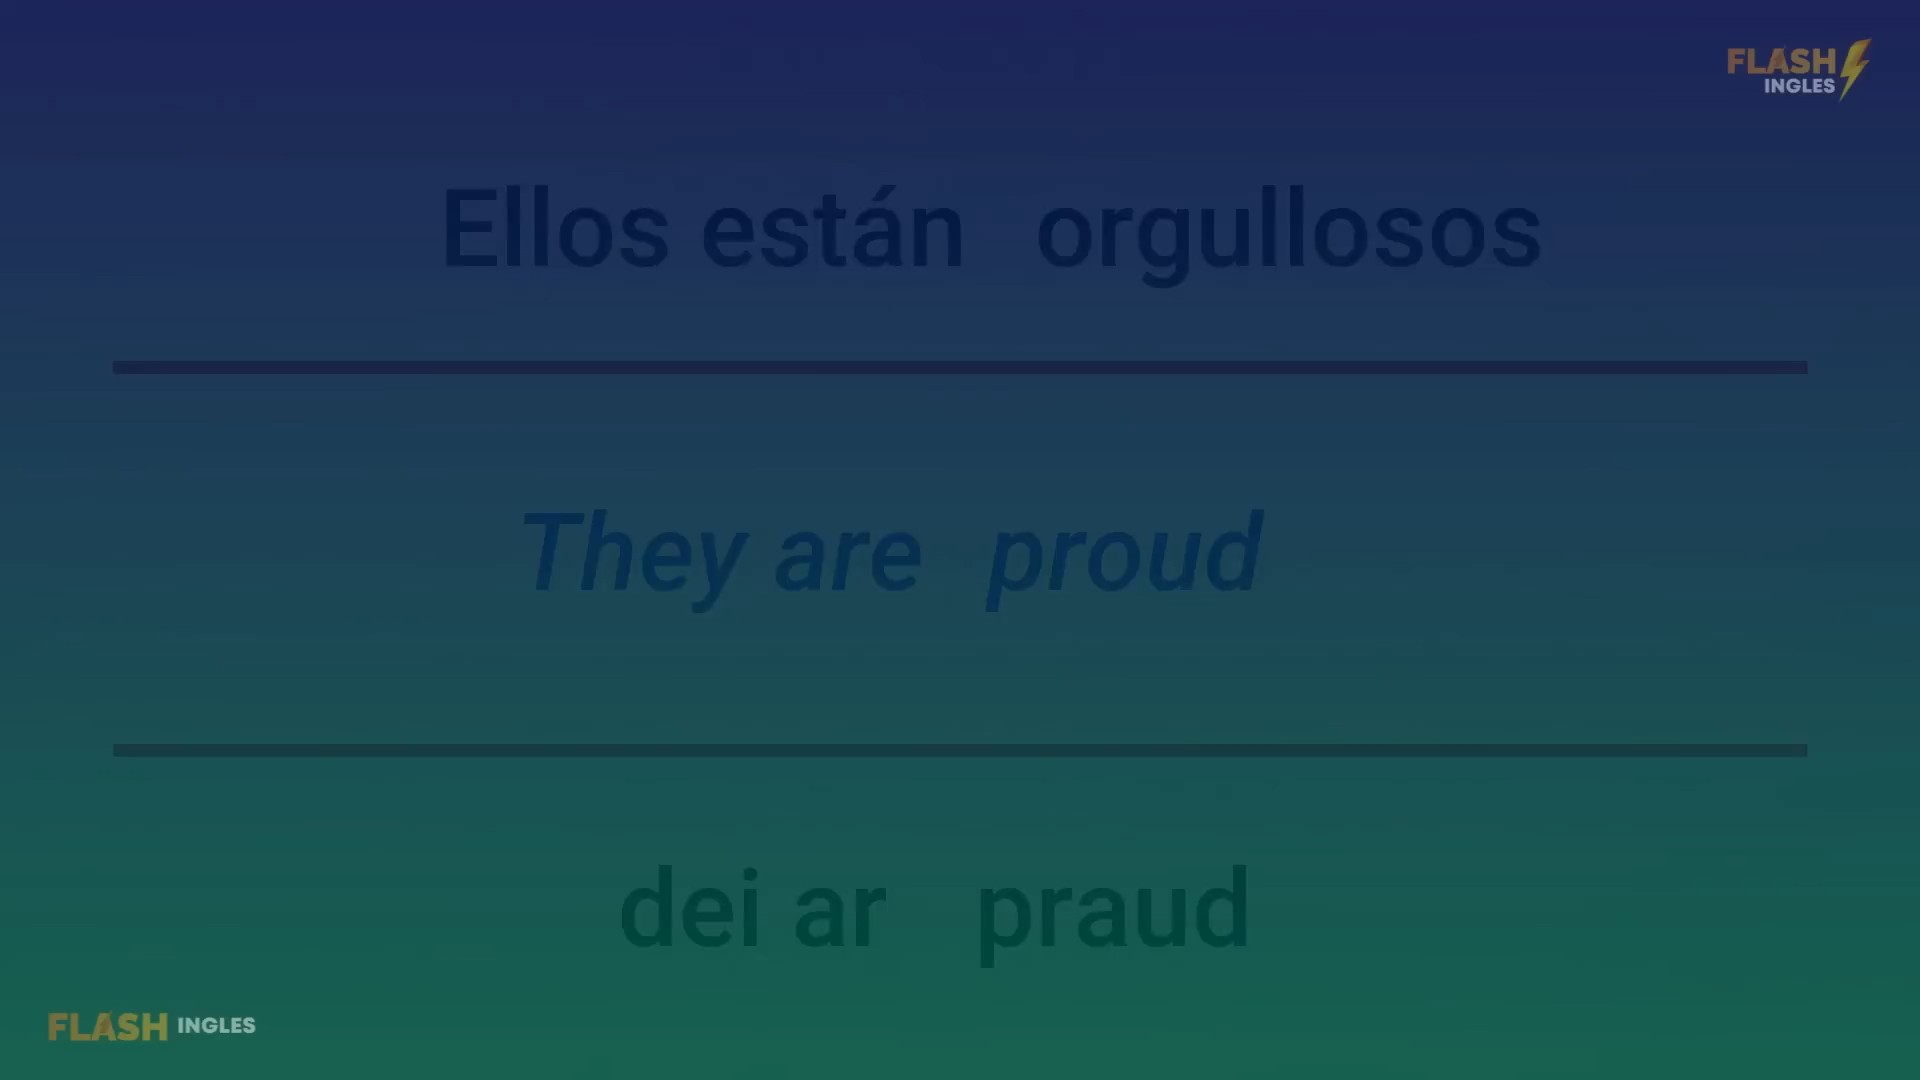 FLASH
INGLES
Ellos están orgullosos
They are proud
dei ar praud
FLASH INGLES